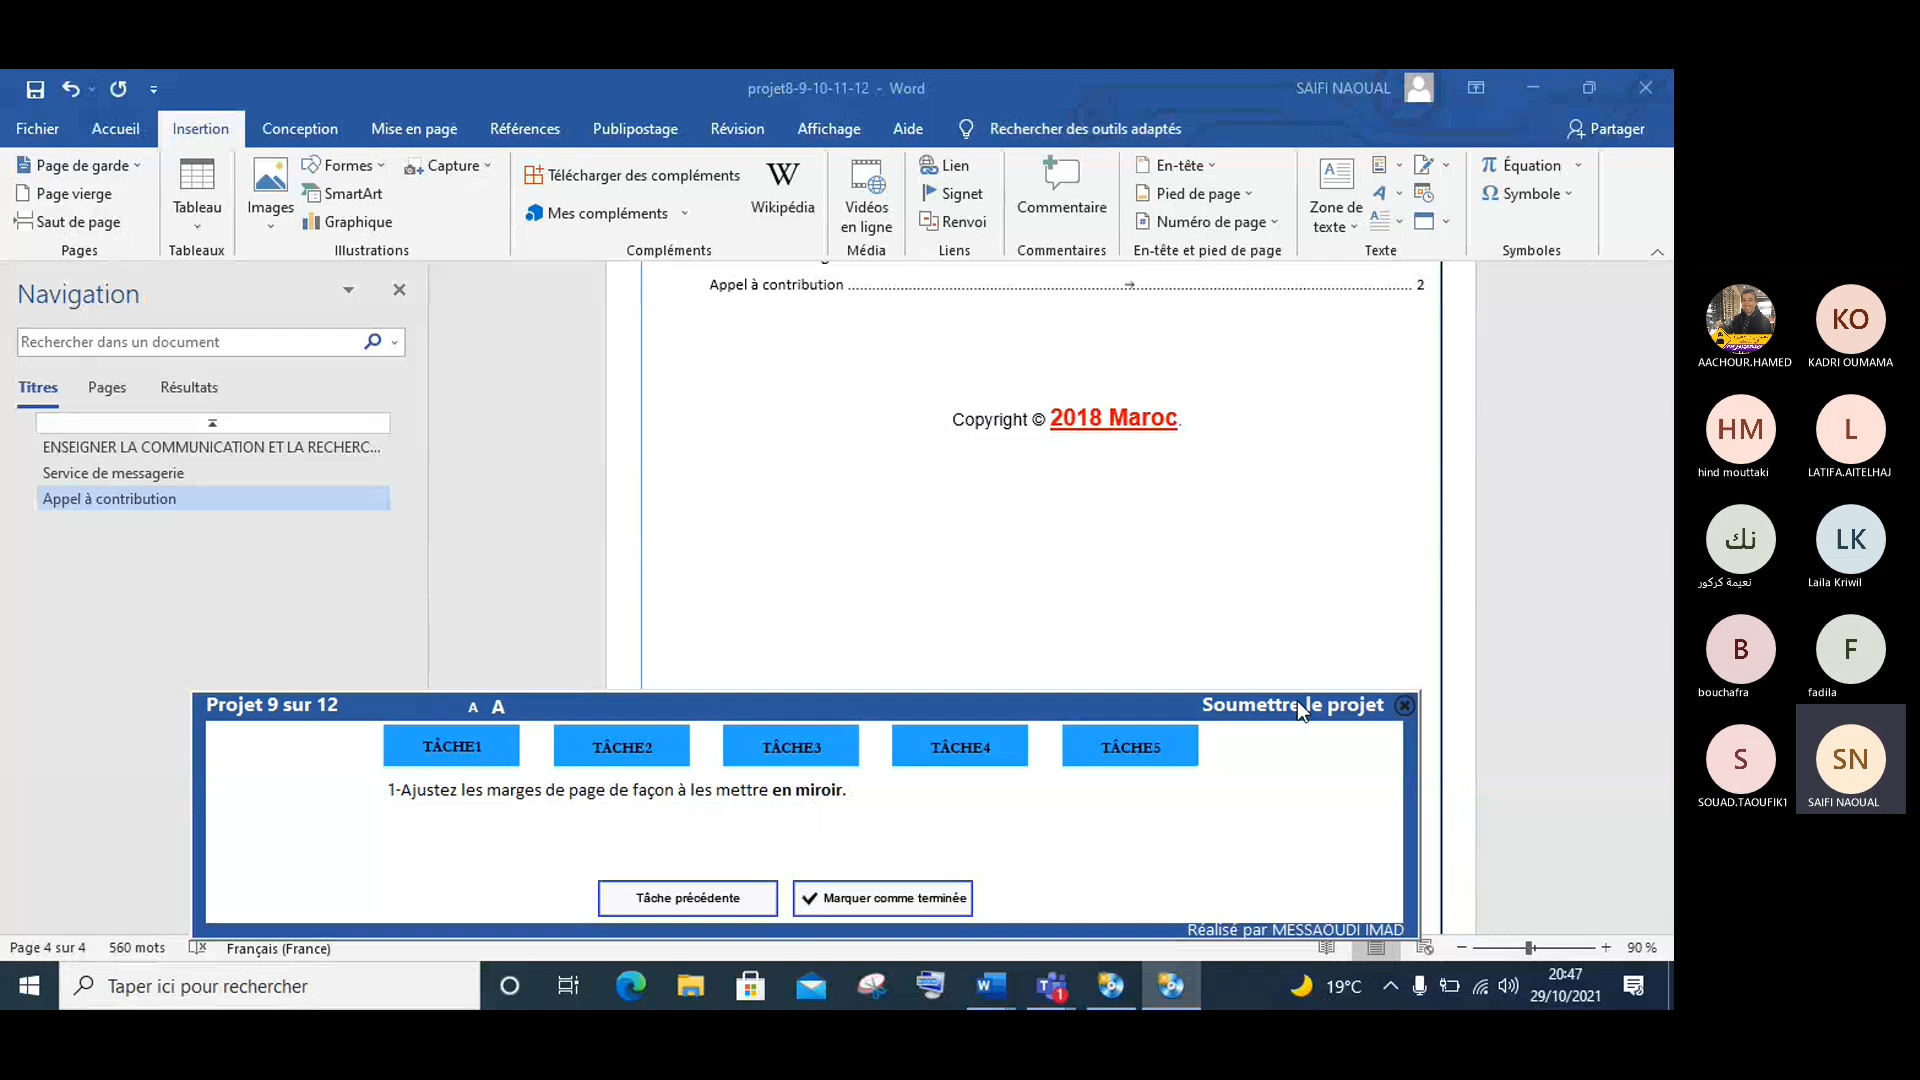 projet8-9-10-11-12 - Word
SAIFI NAOUAL
Fichier
Accueil
Insertion
Conception
Mise en page
Références
Publipostage
Révision
Affichage
Aide
Rechercher des outils adaptés
Partager
Page de garde
Page vierge
Saut de page
Pages
Tableau
Tableaux
Images
Formes
SmartArt
Graphique
Capture
Illustrations
Télécharger des compléments
Mes compléments
W
Wikipédia
Compléments
Vidéos
en ligne
Média
Lien
Signet
Renvoi
Liens
Commentaire
Commentaires
En-tête
Pied de page
Numéro de page
En-tête et pied de page
Zone de
texte
Texte
Équation
Symbole
Symboles
Navigation
Rechercher dans un document
Titres
Pages
Résultats
ENSEIGNER LA COMMUNICATION ET LA RECHERC...
Service de messagerie
Appel à contribution
Appel à contribution ........ → ........ 2
Copyright © 2018 Maroc.
Projet 9 sur 12
A A
Soumettre le projet
TÂCHE1
TÂCHE2
TÂCHE3
TÂCHE4
TÂCHE5
1-Ajustez les marges de page de façon à les mettre en miroir.
Tâche précédente
Marquer comme terminée
Réalisé par MESSAOUDI IMAD
Page 4 sur 4
560 mots
Français (France)
90 %
Taper ici pour rechercher
1
19°C
20:47
29/10/2021
AACHOUR.HAMED
KO
KADRI OUMAMA
HM
hind mouttaki
L
LATIFA.AITELHAJ
نك
نعيمة كركور
LK
Laila Kriwil
B
bouchafra
F
fadila
S
SOUAD.TAOUFIK1
SN
SAIFI NAOUAL